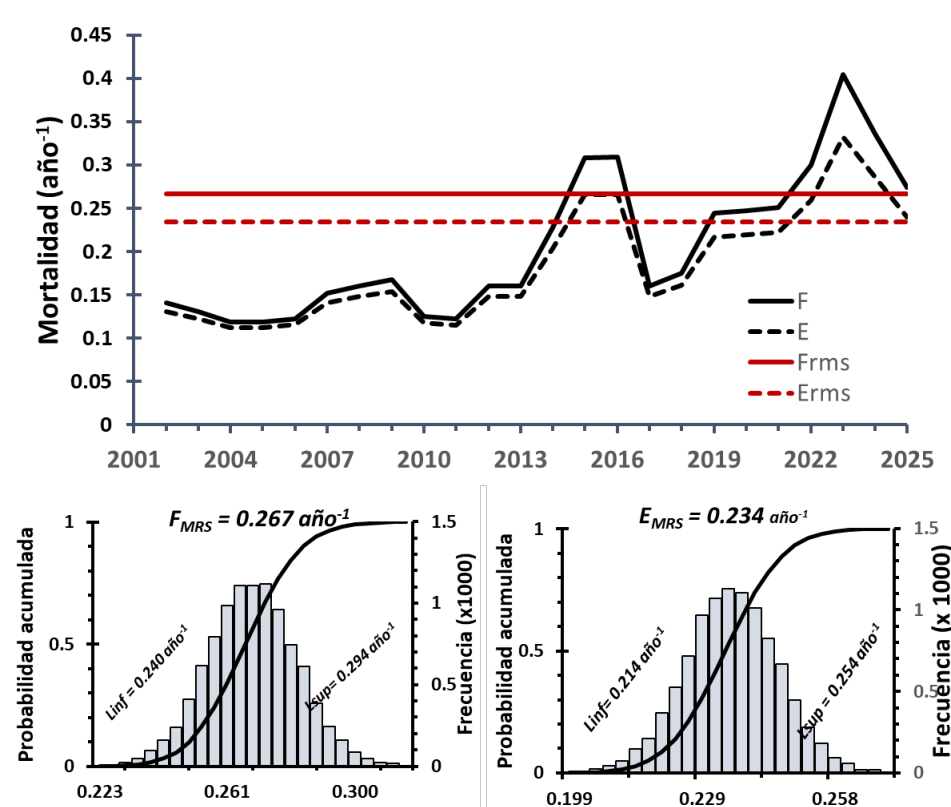 Mortalidad (año-1)
0.45
0.4
0.35
0.3
0.25
0.2
0.15
0.1
0.05
0
2001 2004 2007 2010 2013 2016 2019 2022 2025
F
E
Frms
Erms
FMRS = 0.267 año-1
Probabilidad acumulada
1
0.5
0
Linf = 0.240 año-1
Lsup= 0.294 año-1
1.5
1
0.5
0
Frecuencia (x1000)
0.223 0.261 0.300
EMRS = 0.234 año-1
Probabilidad acumulada
1
0.5
0
Linf= 0.214 año-1
Lsup = 0.254 año-1
1.5
1
0.5
0
Frecuencia (x 1000)
0.199 0.229 0.258